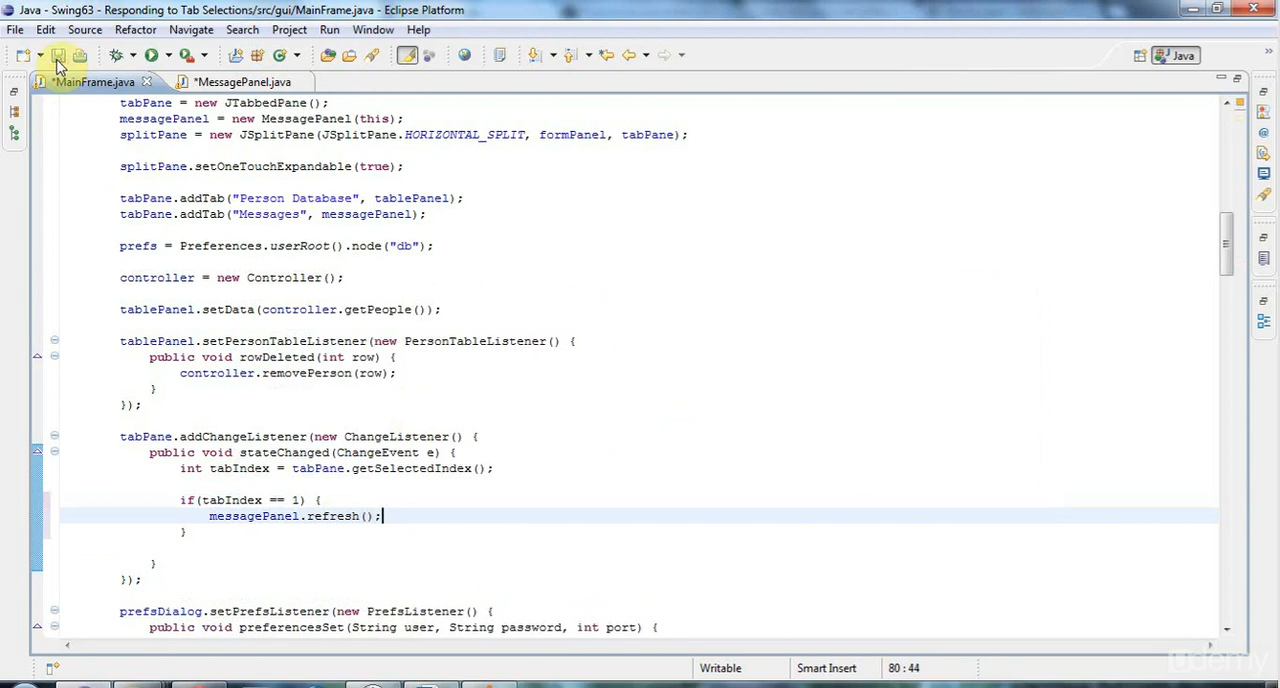 Java - Swing63 - Responding to Tab Selections/src/gui/MainFrame.java - Eclipse Platform
File Edit Source Refactor Navigate Search Project Run Window Help
Java
*MainFrame.java *MessagePanel.java
tabPane = new JTabbedPane();
messagePanel = new MessagePanel(this);
splitPane = new JSplitPane(JSplitPane.HORIZONTAL_SPLIT, formPanel, tabPane);
splitPane.setOneTouchExpandable(true);
tabPane.addTab("Person Database", tablePanel);
tabPane.addTab("Messages", messagePanel);
prefs = Preferences.userRoot().node("db");
controller = new Controller();
tablePanel.setData(controller.getPeople());
tablePanel.setPersonTableListener(new PersonTableListener() {
public void rowDeleted(int row) {
controller.removePerson(row);
}
});
tabPane.addChangeListener(new ChangeListener() {
public void stateChanged(ChangeEvent e) {
int tabIndex = tabPane.getSelectedIndex();
if(tabIndex == 1) {
messagePanel.refresh();
}
}
});
prefsDialog.setPrefsListener(new PrefsListener() {
public void preferencesSet(String user, String password, int port) {
Writable Smart Insert 80 : 44
udemy